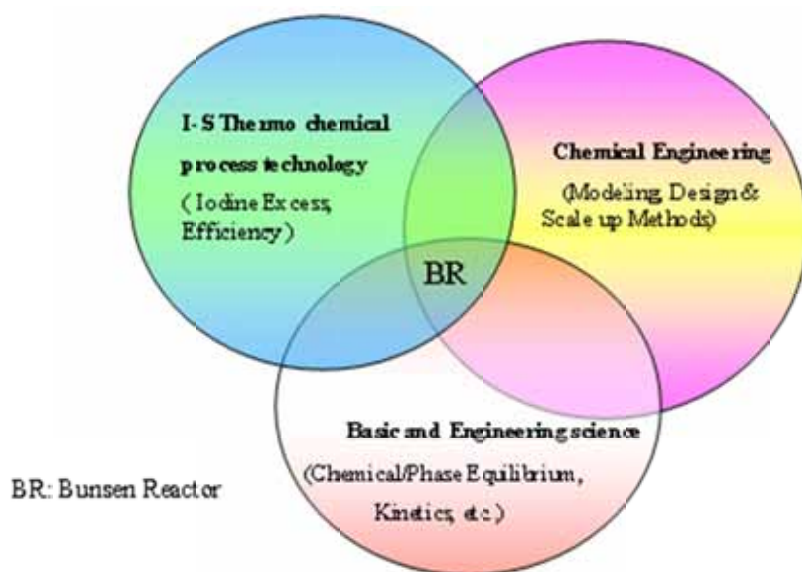 I-S Thermo chemical
process technology
( Iodine Excess,
Efficiency )
Chemical Engineering
(Modeling, Design &
Scale up Methods)
BR
Basic and Engineering science
(Chemical/Phase Equilibrium,
Kinetics, etc.)
BR: Bunsen Reactor